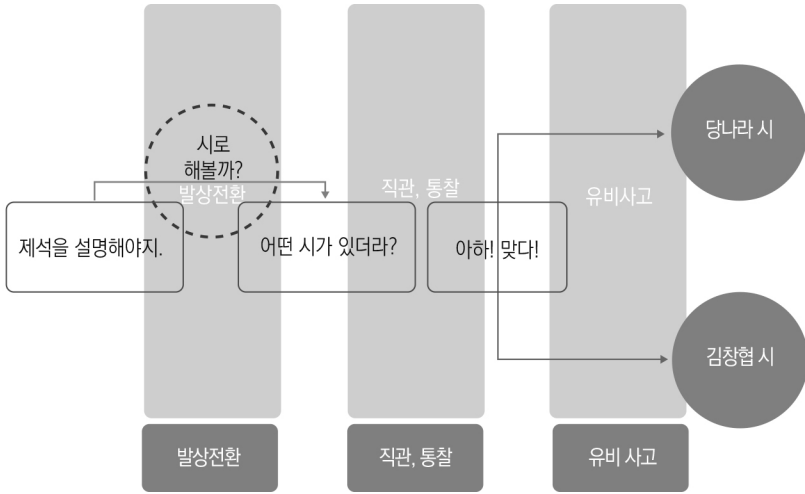 시로
해볼까?
발상전환
직관, 통찰
유비사고
당나라 시
제석을 설명해야지.
어떤 시가 있더라?
아하! 맞다!
김창협 시
발상전환
직관, 통찰
유비 사고